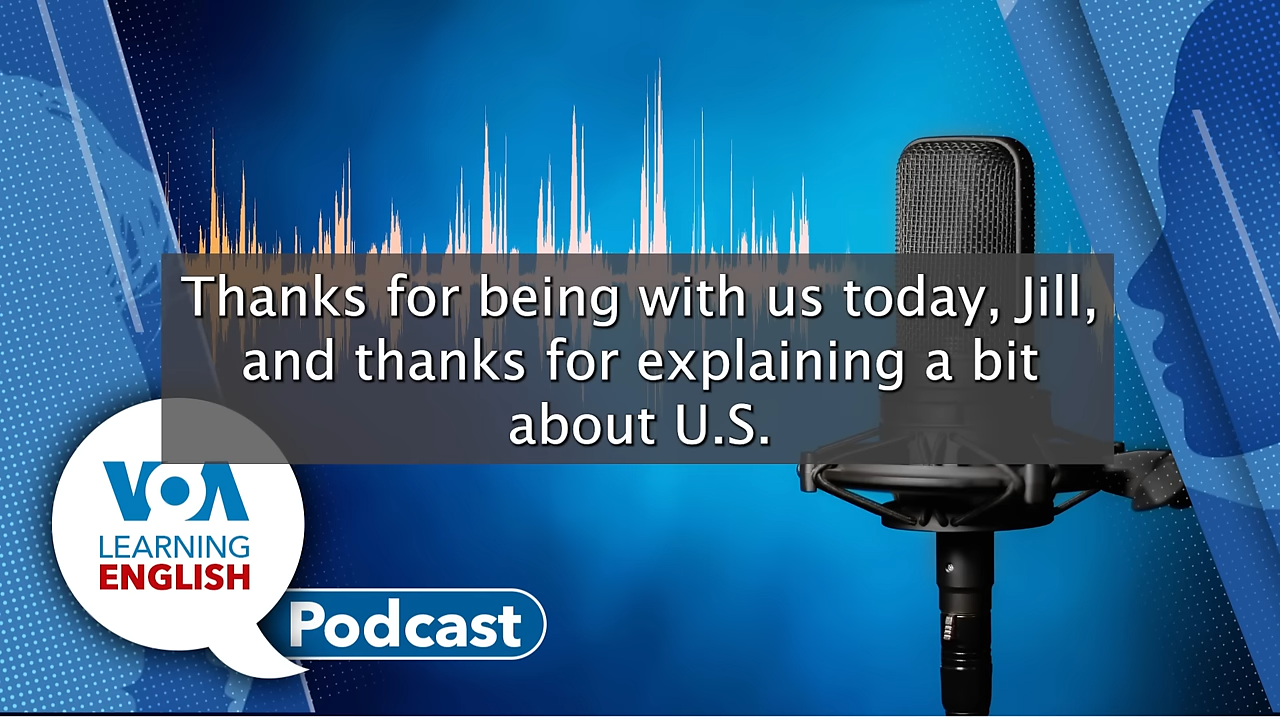 Thanks for being with us today, Jill,
and thanks for explaining a bit
about U.S.
VOA
LEARNING
ENGLISH
Podcast